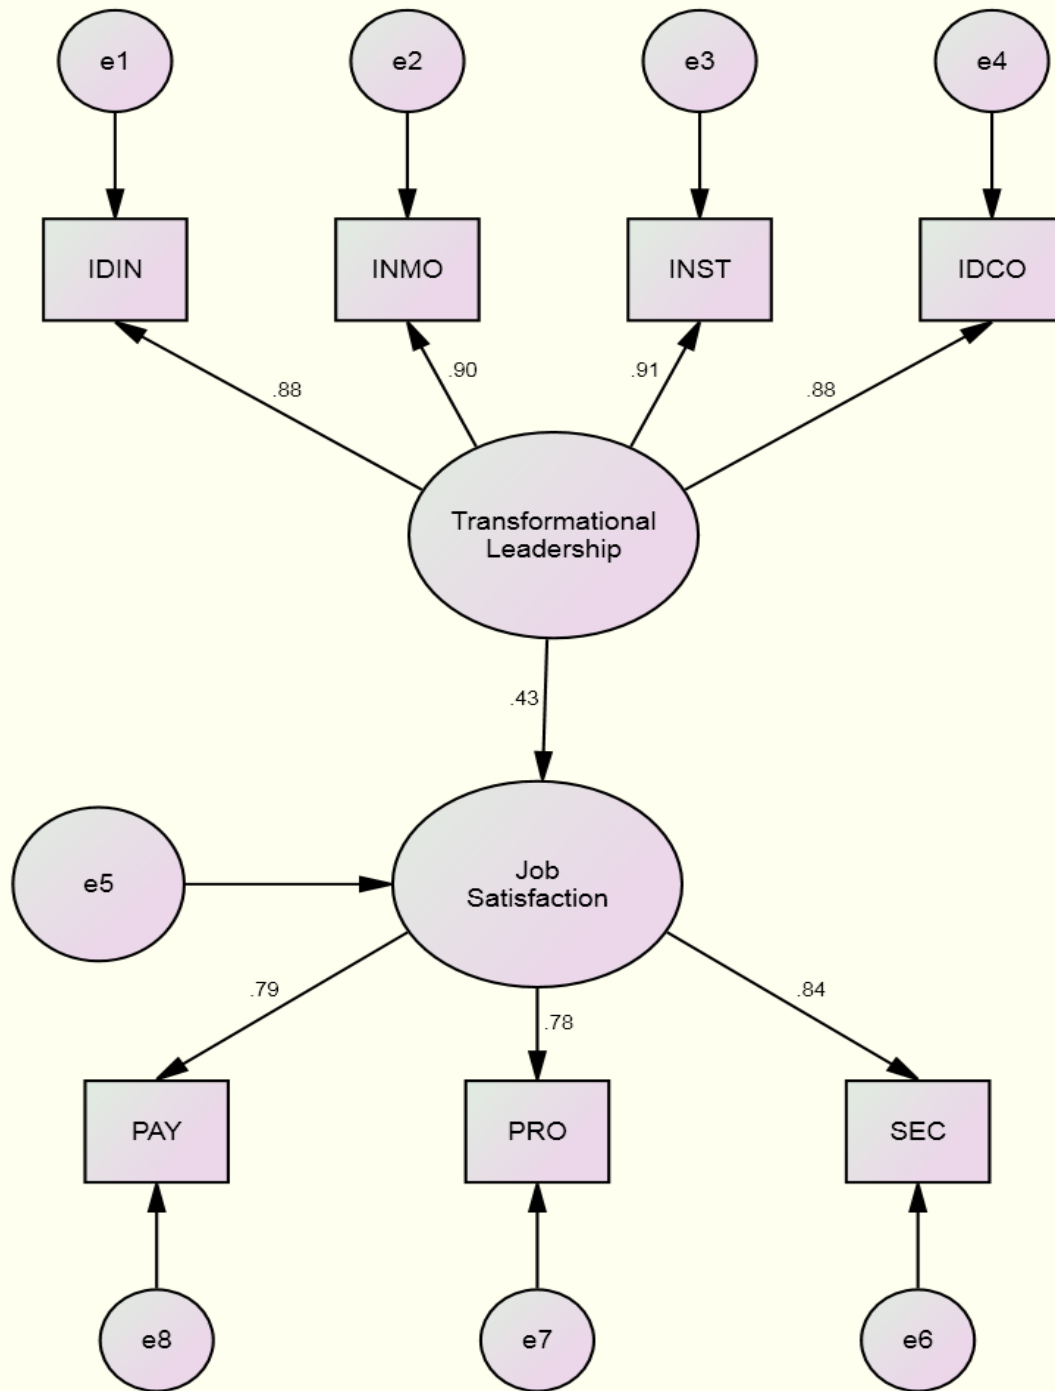 e1
e2
e3
e4
IDIN
INMO
INST
IDCO
.88
.90
.91
.88
Transformational
Leadership
.43
e5
Job
Satisfaction
.79
.78
.84
PAY
PRO
SEC
e8
e7
e6